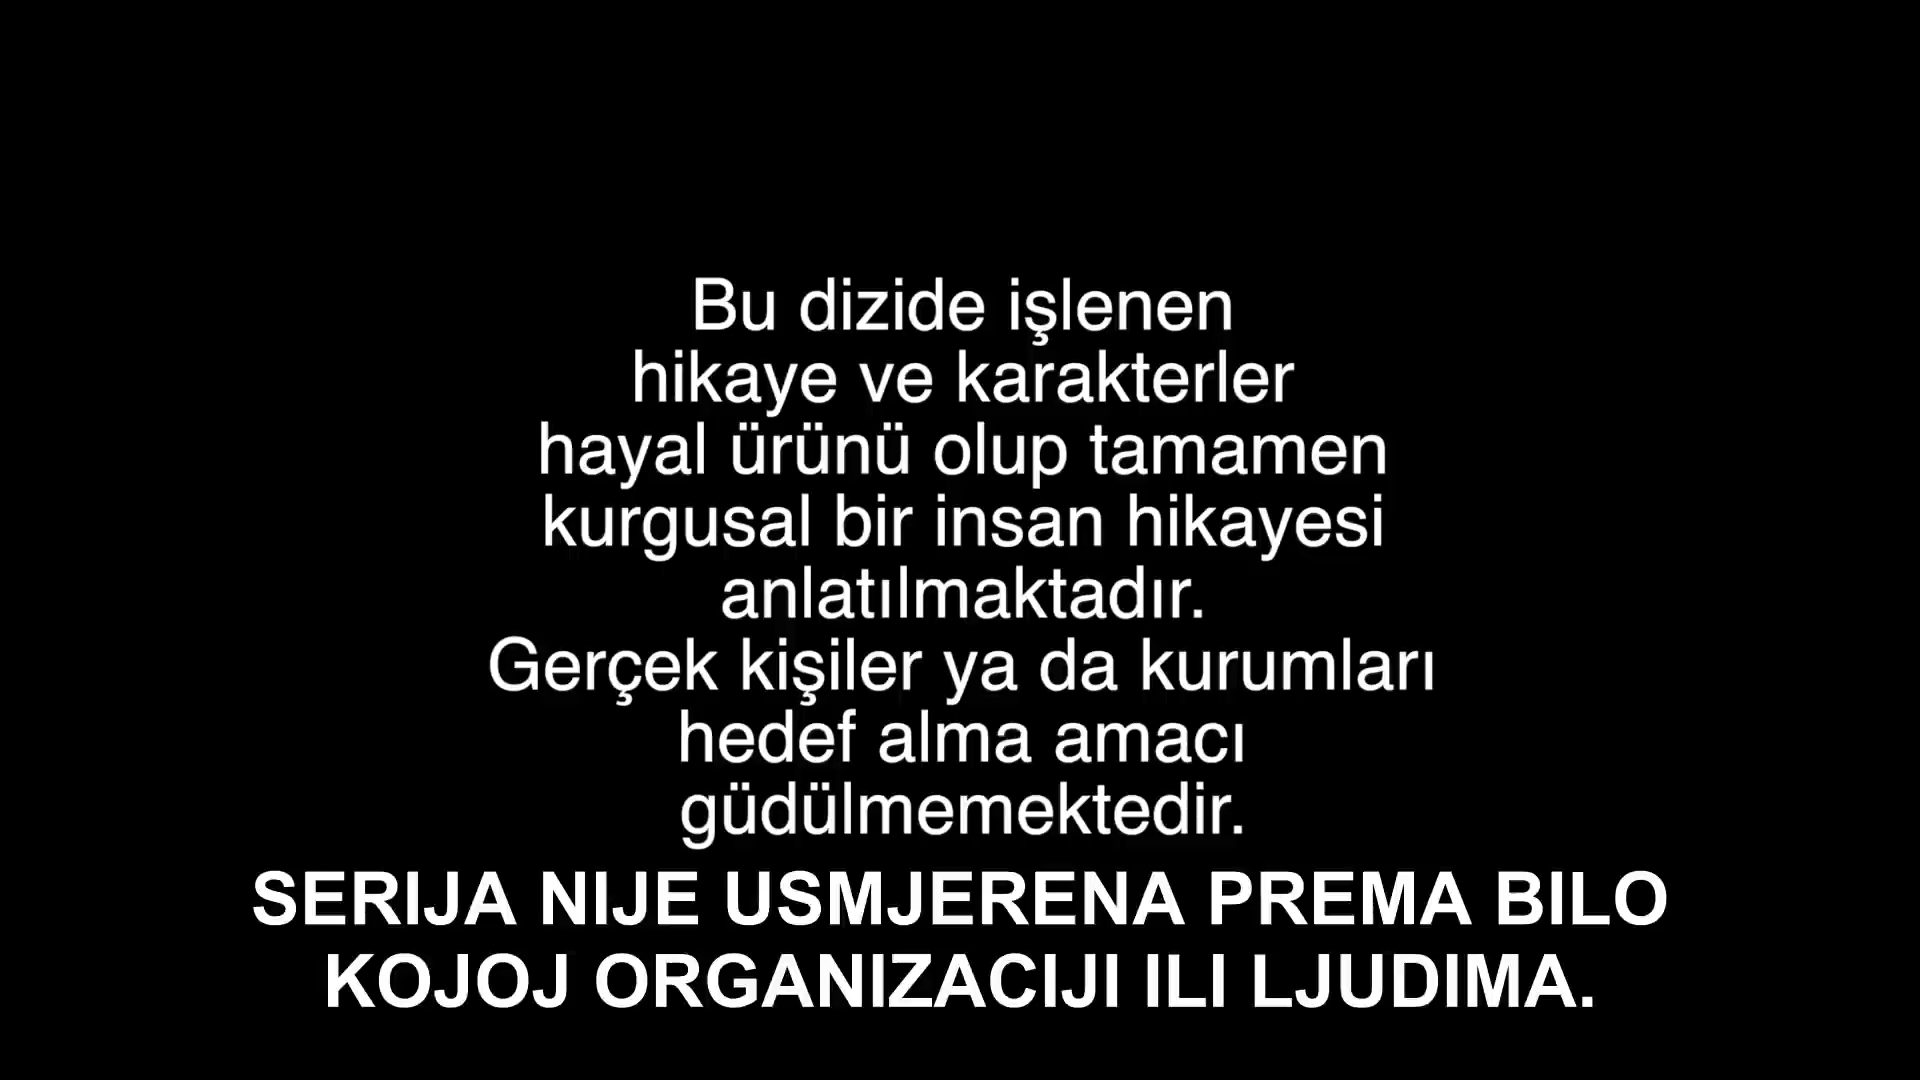 Bu dizide işlenen
hikaye ve karakterler
hayal ürünü olup tamamen
kurgusal bir insan hikayesi
anlatılmaktadır.
Gerçek kişiler ya da kurumları
hedef alma amacı
güdülmemektedir.
SERIJA NIJE USMJERENA PREMA BILO
KOJOJ ORGANIZACIJI ILI LJUDIMA.